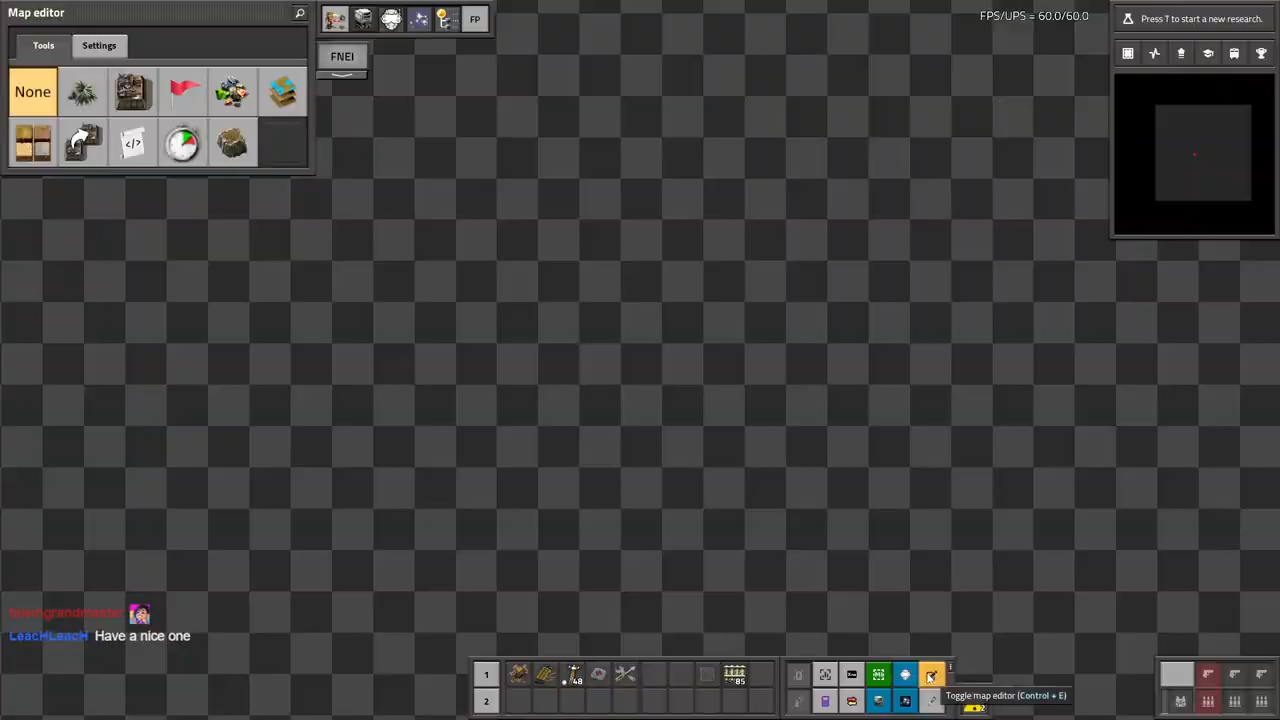 Map editor
FP
FPS/UPS = 60.0/60.0
Press T to start a new research.
Tools
Settings
FNEI
None
</>
LeacHLeacH Have a nice one
1
48
85
2
Toggle map editor (Control + E)
2